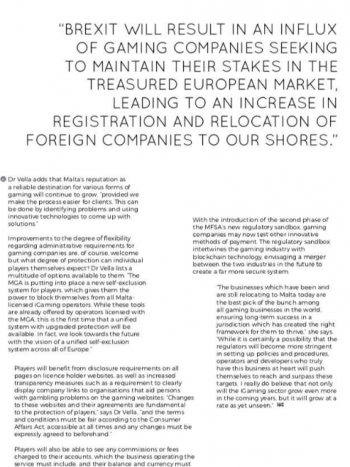 “BREXIT WILL RESULT IN AN INFLUX
OF GAMING COMPANIES SEEKING
TO MAINTAIN THEIR STAKES IN THE
TREASURED EUROPEAN MARKET,
LEADING TO AN INCREASE IN
REGISTRATION AND RELOCATION OF
FOREIGN COMPANIES TO OUR SHORES.”
Dr Vella adds that Malta's reputation as
a reliable destination for various forms of
gaming will continue to grow, "provided we
make the process easier for clients. This can
be done by identifying problems and using
innovative technologies to come up with
solutions."
Improvements to the degree of flexibility
regarding administrative requirements for
gaming companies are, of course, welcome
but what degree of protection can individual
players themselves expect? Dr Vella lists a
multitude of options available to them. "The
MGA is putting into place a new self-exclusion
system for players, which gives them the
power to block themselves from all Malta-
licensed iGaming operators. While these tools
are already offered by operators licensed with
the MGA, this is the first time that a unified
system with upgraded protection will be
available. In fact, we look towards the future
with the vision of a unified self-exclusion
system across all of Europe."
Players will benefit from disclosure requirements on all
pages on licence holder websites, as well as increased
transparency measures such as a requirement to clearly
display company links to organisations that aid persons
with gambling problems on the gaming websites. "Changes
to these websites and their agreements are fundamental
to the protection of players," says Dr Vella, "and the terms
and conditions must be fair according to the Consumer
Affairs Act, accessible at all times and any changes must be
expressly agreed to beforehand."
Players will also be able to see any commissions or fees
charged to their accounts, which the business operating the
service must include, and their balance and currency must
With the introduction of the second phase of
the MFSA's new regulatory sandbox, gaming
companies may now test other innovative
methods of payment. The regulatory sandbox
intertwines the gaming industry with
blockchain technology, envisaging a merger
between the two industries in the future to
create a far more secure system.
"The businesses which have been and
are still relocating to Malta today are
the best pick of the bunch among
all gaming businesses in the world,
ensuring long-term success in a
jurisdiction which has created the right
framework for them to thrive," she says.
"While it is certainly a possibility that the
regulators will become more stringent
in setting up policies and procedures,
operators and developers who truly
have this business at heart will push
themselves to reach and surpass these
targets. I really do believe that not only
will the iGaming sector grow even more
in the coming years, but it will grow at a
rate as yet unseen."